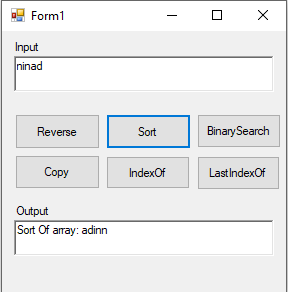 Form1
Input
ninad
Reverse
Sort
BinarySearch
Copy
IndexOf
LastIndexOf
Output
Sort Of array: adinn